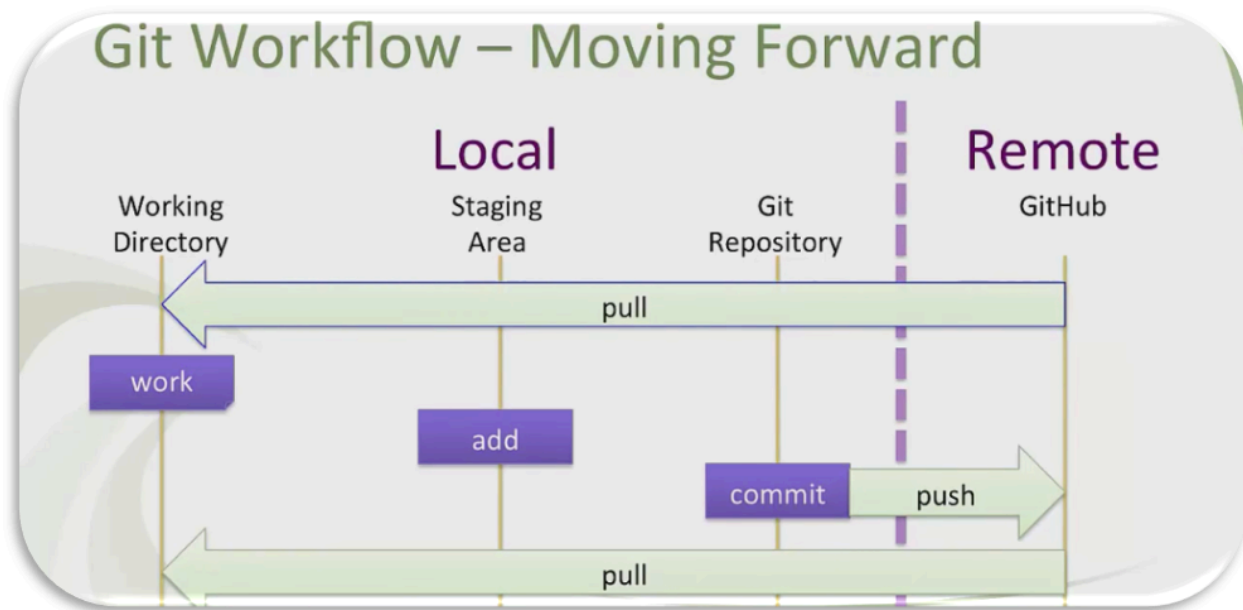 Git Workflow – Moving Forward
Local
Remote
Working
Directory
Staging
Area
Git
Repository
GitHub
pull
work
add
commit
push
pull